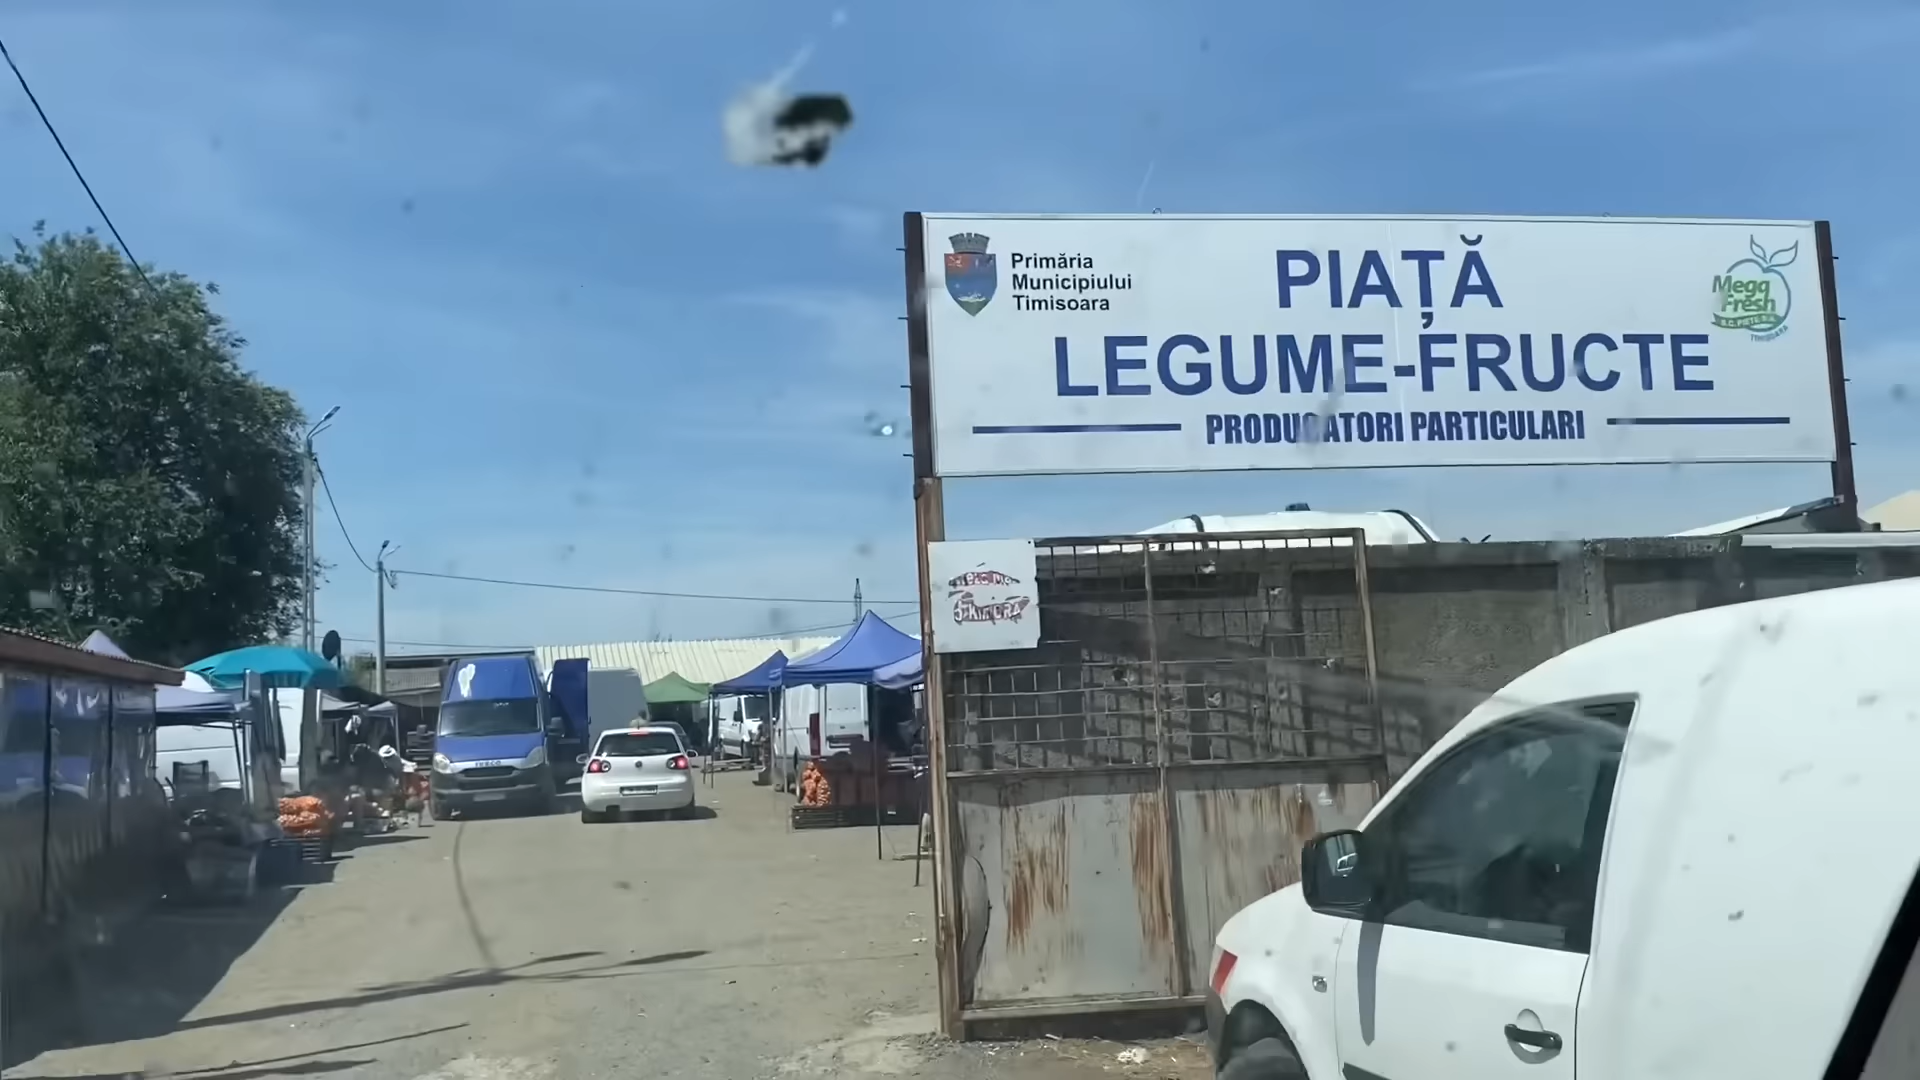 Primăria
Municipiului
Timisoara
PIAȚĂ
LEGUME-FRUCTE
PRODUCATORI PARTICULARI
Mega
Fresh
TIMISOARA
IVECO